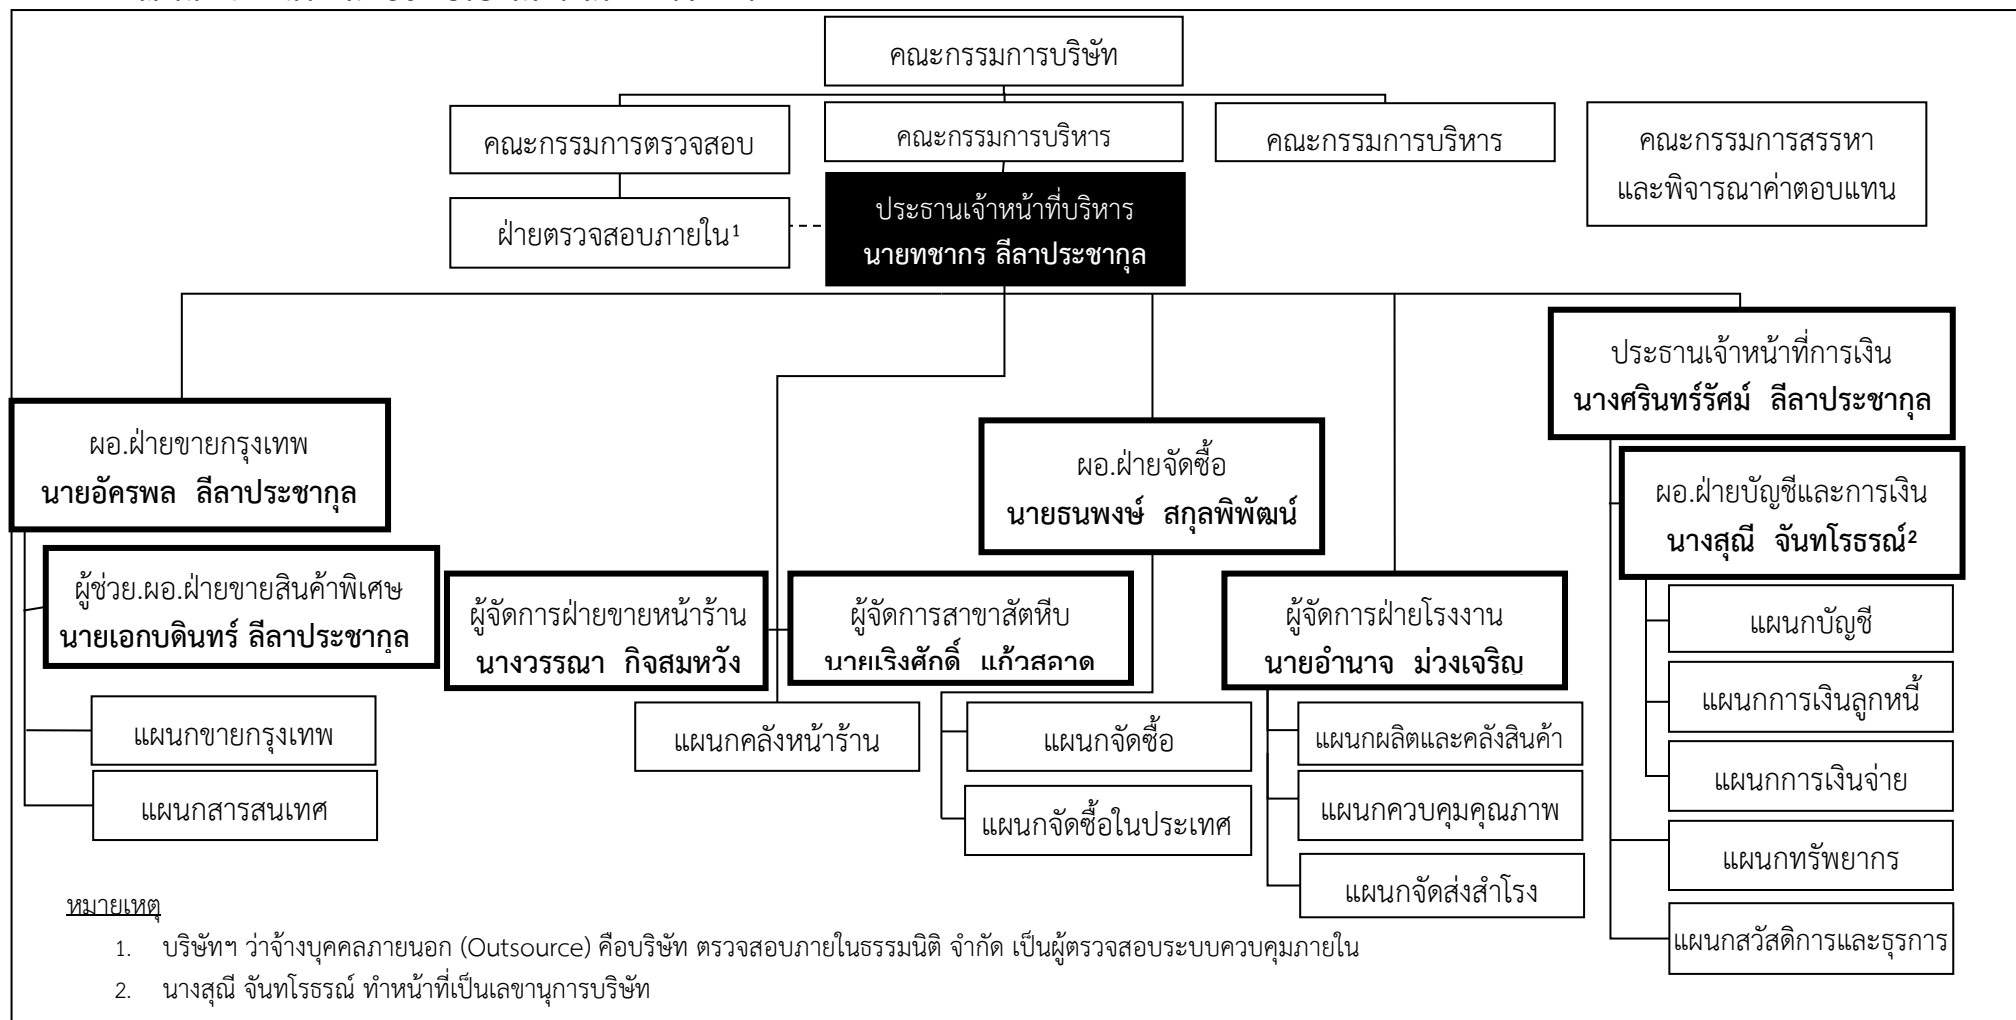 คณะกรรมการบริษัท
คณะกรรมการตรวจสอบ
คณะกรรมการบริหาร
คณะกรรมการบริหาร
คณะกรรมการสรรหา
และพิจารณาค่าตอบแทน
ฝ่ายตรวจสอบภายใน¹
ประธานเจ้าหน้าที่บริหาร
นายทชากร ลีลาประชากุล
ประธานเจ้าหน้าที่การเงิน
นางศรินทร์รัศม์ ลีลาประชากุล
ผอ.ฝ่ายขายกรุงเทพ
นายอัครพล ลีลาประชากุล
ผอ.ฝ่ายจัดซื้อ
นายธนพงษ์ สกุลพิพัฒน์
ผอ.ฝ่ายบัญชีและการเงิน
นางสุณี จันทโรธรณ์²
ผู้ช่วย.ผอ.ฝ่ายขายสินค้าพิเศษ
นายเอกบดินทร์ ลีลาประชากุล
ผู้จัดการฝ่ายขายหน้าร้าน
นางวรรณา กิจสมหวัง
ผู้จัดการสาขาสัตหีบ
นายเริงศักดิ์ แก้วสอาด
ผู้จัดการฝ่ายโรงงาน
นายอำนาจ ม่วงเจริญ
แผนกบัญชี
แผนกการเงินลูกหนี้
แผนกการเงินจ่าย
แผนกทรัพยากร
แผนกสวัสดิการและธุรการ
แผนกขายกรุงเทพ
แผนกสารสนเทศ
แผนกคลังหน้าร้าน
แผนกจัดซื้อ
แผนกจัดซื้อในประเทศ
แผนกผลิตและคลังสินค้า
แผนกควบคุมคุณภาพ
แผนกจัดส่งสำโรง
หมายเหตุ
1. บริษัทฯ ว่าจ้างบุคคลภายนอก (Outsource) คือบริษัท ตรวจสอบภายในธรรมนิติ จำกัด เป็นผู้ตรวจสอบระบบควบคุมภายใน
2. นางสุณี จันทโรธรณ์ ทำหน้าที่เป็นเลขานุการบริษัท